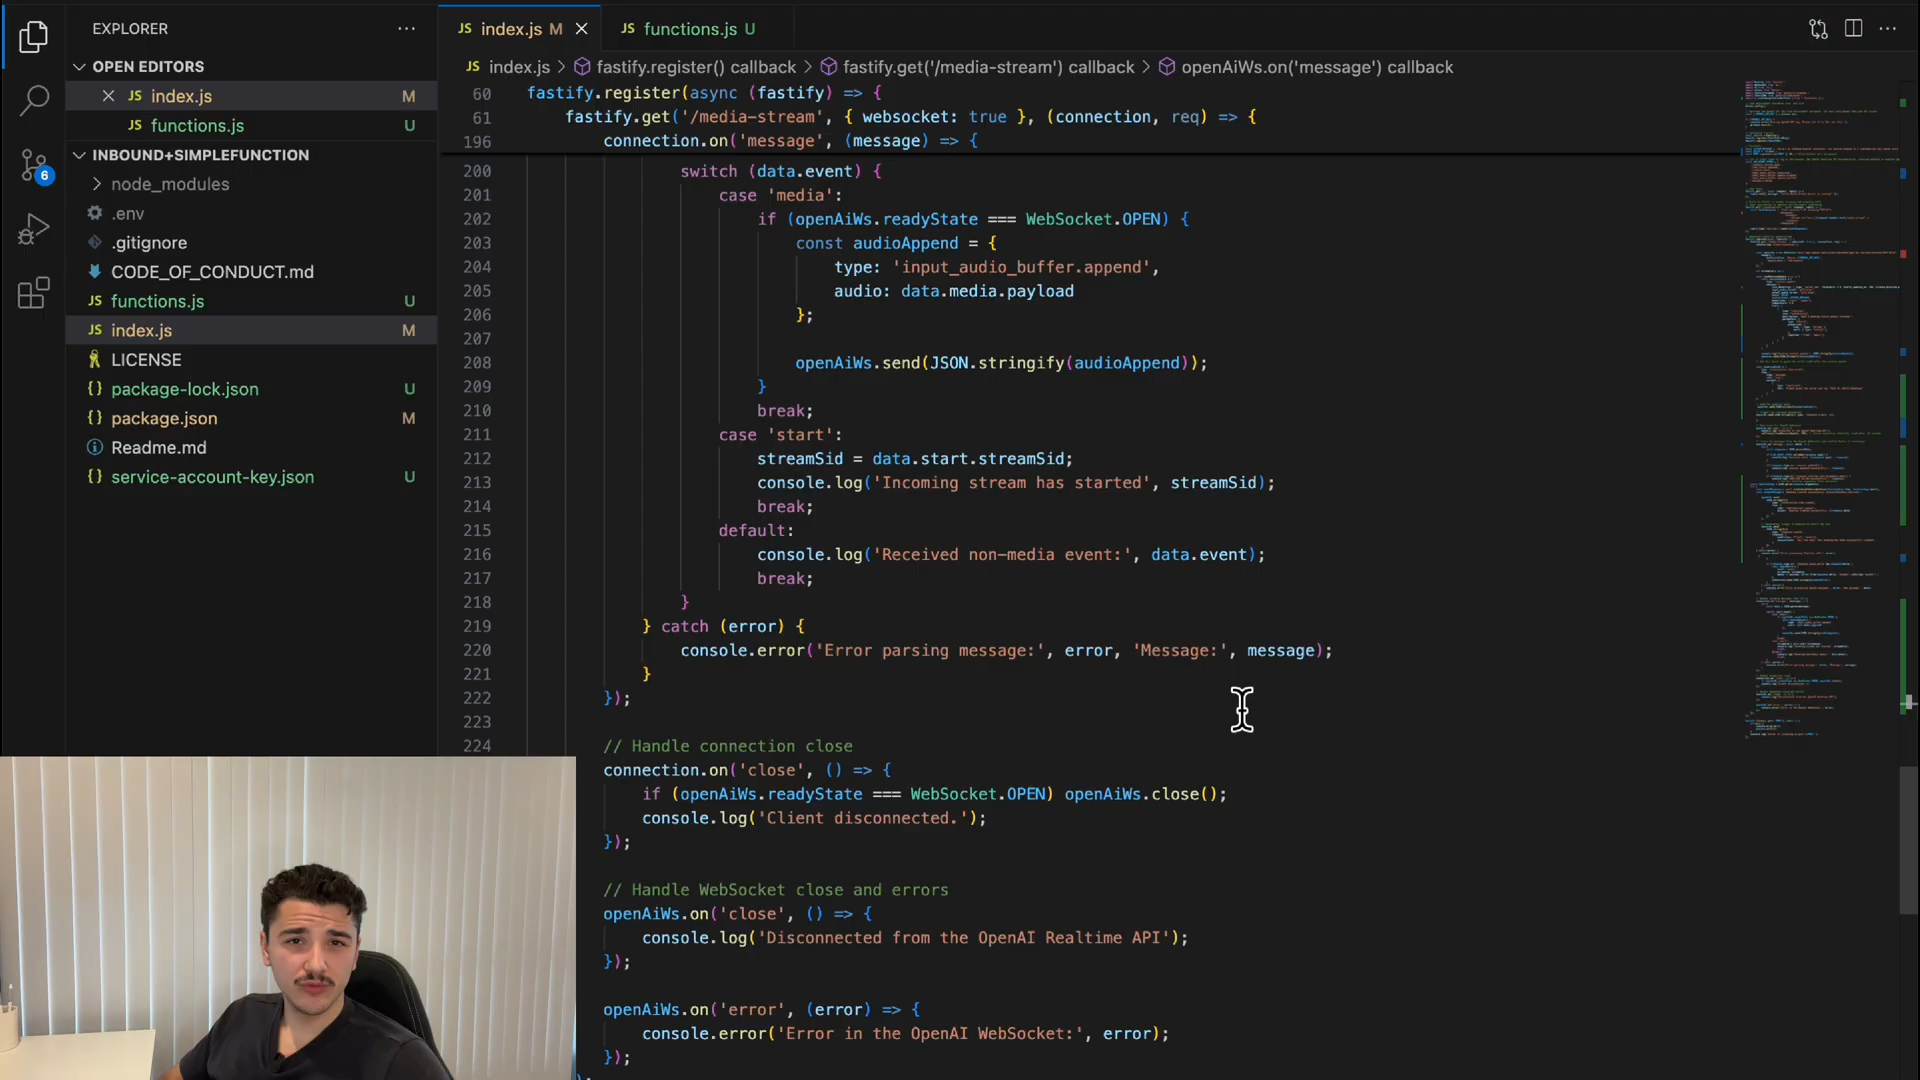 EXPLORER
OPEN EDITORS
JS index.js M
JS functions.js U
INBOUND+SIMPLEFUNCTION
node_modules
.env
.gitignore
CODE_OF_CONDUCT.md
JS functions.js U
JS index.js M
LICENSE
{} package-lock.json U
{} package.json M
Readme.md
{} service-account-key.json U
6
JS index.js M
JS functions.js U
JS index.js > fastify.register() callback > fastify.get('/media-stream') callback > openAiWs.on('message') callback
60 fastify.register(async (fastify) => {
61 fastify.get('/media-stream', { websocket: true }, (connection, req) => {
196 connection.on('message', (message) => {
200 switch (data.event) {
201 case 'media':
202 if (openAiWs.readyState === WebSocket.OPEN) {
203 const audioAppend = {
204 type: 'input_audio_buffer.append',
205 audio: data.media.payload
206 };
207
208 openAiWs.send(JSON.stringify(audioAppend));
209 }
210 break;
211 case 'start':
212 streamSid = data.start.streamSid;
213 console.log('Incoming stream has started', streamSid);
214 break;
215 default:
216 console.log('Received non-media event:', data.event);
217 break;
218 }
219 } catch (error) {
220 console.error('Error parsing message:', error, 'Message:', message);
221 }
222 });
223
224 // Handle connection close
connection.on('close', () => {
if (openAiWs.readyState === WebSocket.OPEN) openAiWs.close();
console.log('Client disconnected.');
});
// Handle WebSocket close and errors
openAiWs.on('close', () => {
console.log('Disconnected from the OpenAI Realtime API');
});
openAiWs.on('error', (error) => {
console.error('Error in the OpenAI WebSocket:', error);
});